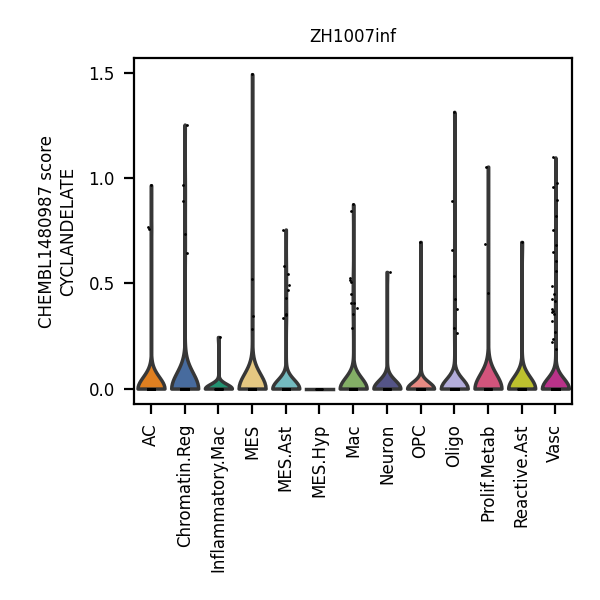 ZH1007inf
CHEMBL1480987 score
CYCLANDELATE
1.5
1.0
0.5
0.0
AC
Chromatin.Reg
Inflammatory.Mac
MES
MES.Ast
MES.Hyp
Mac
Neuron
OPC
Oligo
Prolif.Metab
Reactive.Ast
Vasc